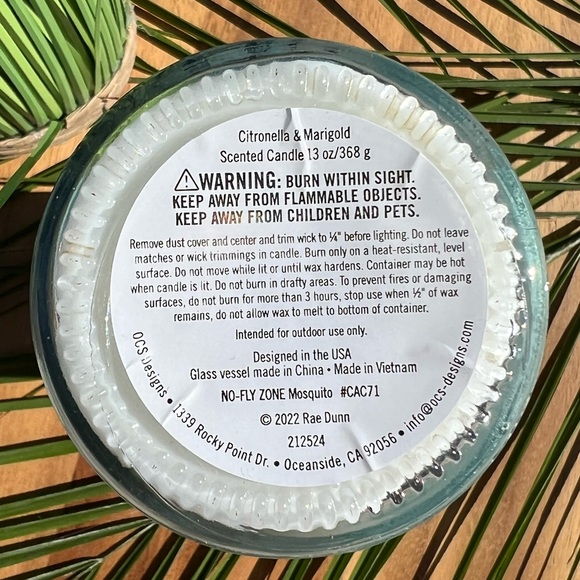 Citronella & Marigold
Scented Candle 13 oz/368 g
⚠WARNING: BURN WITHIN SIGHT.
KEEP AWAY FROM FLAMMABLE OBJECTS.
KEEP AWAY FROM CHILDREN AND PETS.
Remove dust cover and center and trim wick to ¼" before lighting. Do not leave
matches or wick trimmings in candle. Burn only on a heat-resistant, level
surface. Do not move while lit or until wax hardens. Container may be hot
when candle is lit. Do not burn in drafty areas. To prevent fires or damaging
surfaces, do not burn for more than 3 hours, stop use when ½" of wax
remains, do not allow wax to melt to bottom of container.
Intended for outdoor use only.
Designed in the USA
Glass vessel made in China • Made in Vietnam
NO-FLY ZONE Mosquito #CAC71
© 2022 Rae Dunn
212524
OCS Designs • 1339 Rocky Point Dr. • Oceanside, CA 92056 • info@ocs-designs.com